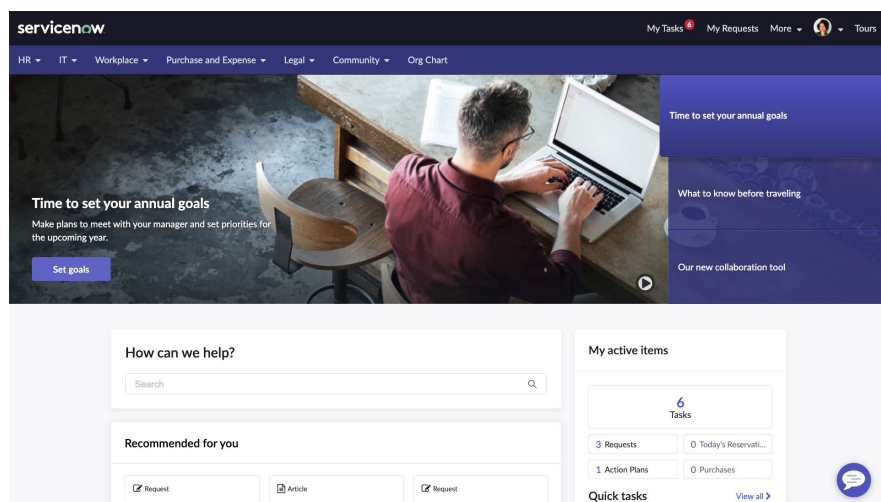 servicenow
My Tasks 6 My Requests More Tours
HR IT Workplace Purchase and Expense Legal Community Org Chart
Time to set your annual goals
Make plans to meet with your manager and set priorities for
the upcoming year.
Set goals
Time to set your annual goals
What to know before traveling
Our new collaboration tool
How can we help?
Search
Recommended for you
Request
Article
Request
My active items
6
Tasks
3 Requests
0 Today's Reservati...
1 Action Plans
0 Purchases
Quick tasks
View all